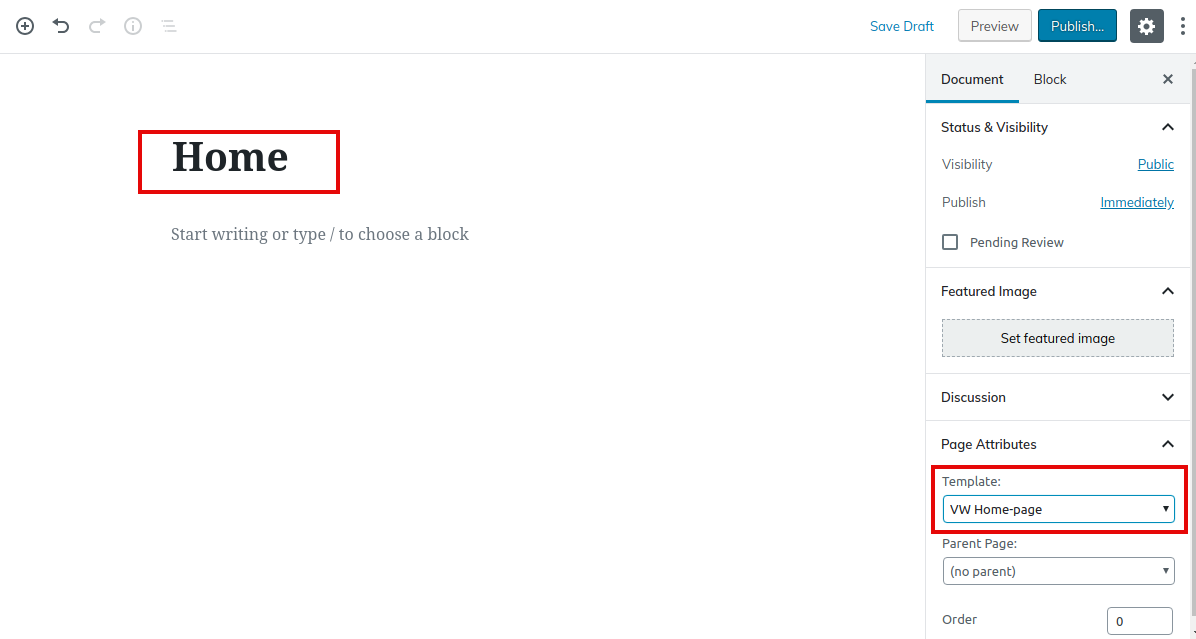 Save Draft Preview Publish...
Document Block
Status & Visibility
Home
Visibility Public
Publish Immediately
Start writing or type / to choose a block
Pending Review
Featured Image
Set featured image
Discussion
Page Attributes
Template:
VW Home-page
Parent Page:
(no parent)
Order 0